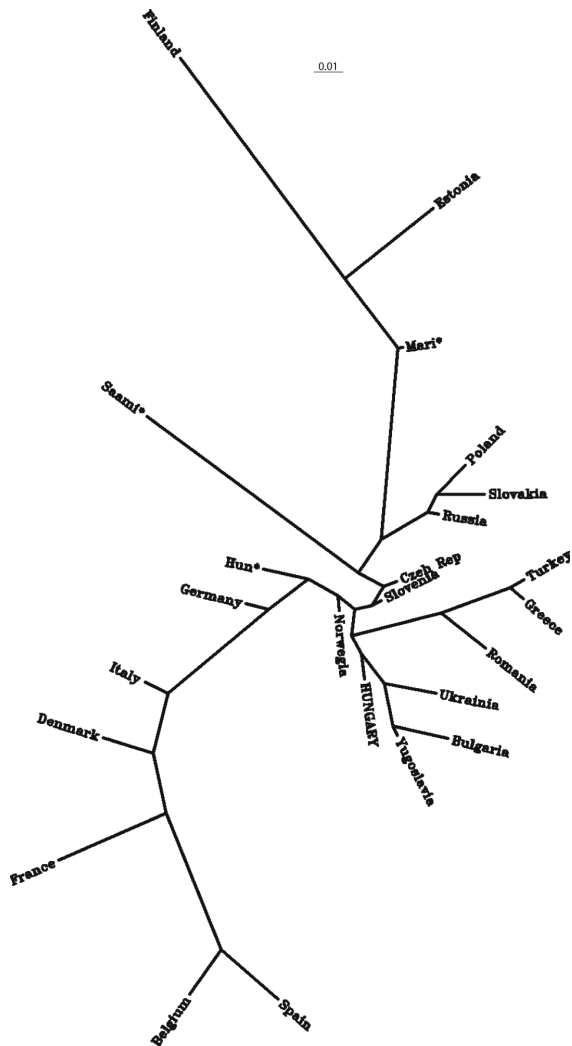 Finland
0.01
Estonia
Mari*
Saami*
Poland
Slovakia
Russia
Czeh Rep
Slovenia
Hun*
Germany
Norwegia
Turkey
Greece
Romania
Italy
HUNGARY
Ukrainia
Denmark
Bulgaria
Yugoslavia
France
Belgium
Spain